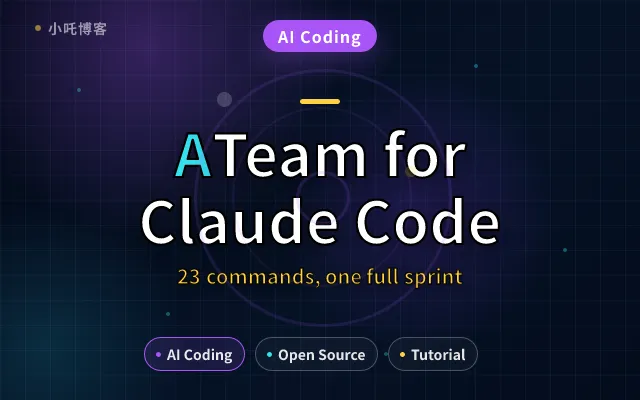 小吒博客
AI Coding
ATeam for
Claude Code
23 commands, one full sprint
AI Coding
Open Source
Tutorial